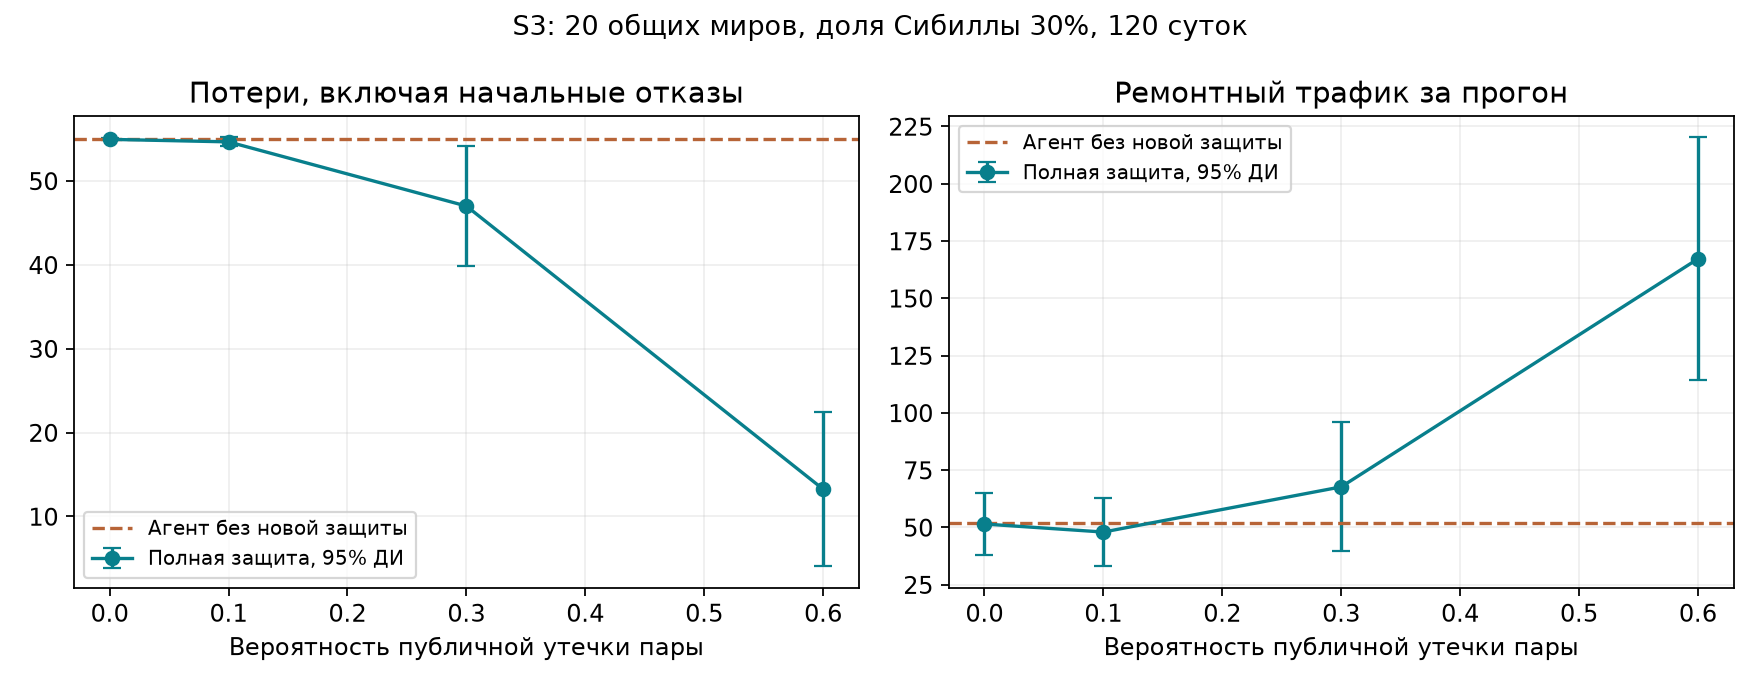 S3: 20 общих миров, доля Сибиллы 30%, 120 суток
Потери, включая начальные отказы
50
40
30
20
10
Агент без новой защиты
Полная защита, 95% ДИ
0.0 0.1 0.2 0.3 0.4 0.5 0.6
Вероятность публичной утечки пары
Ремонтный трафик за прогон
225
200
175
150
125
100
75
50
25
Агент без новой защиты
Полная защита, 95% ДИ
0.0 0.1 0.2 0.3 0.4 0.5 0.6
Вероятность публичной утечки пары